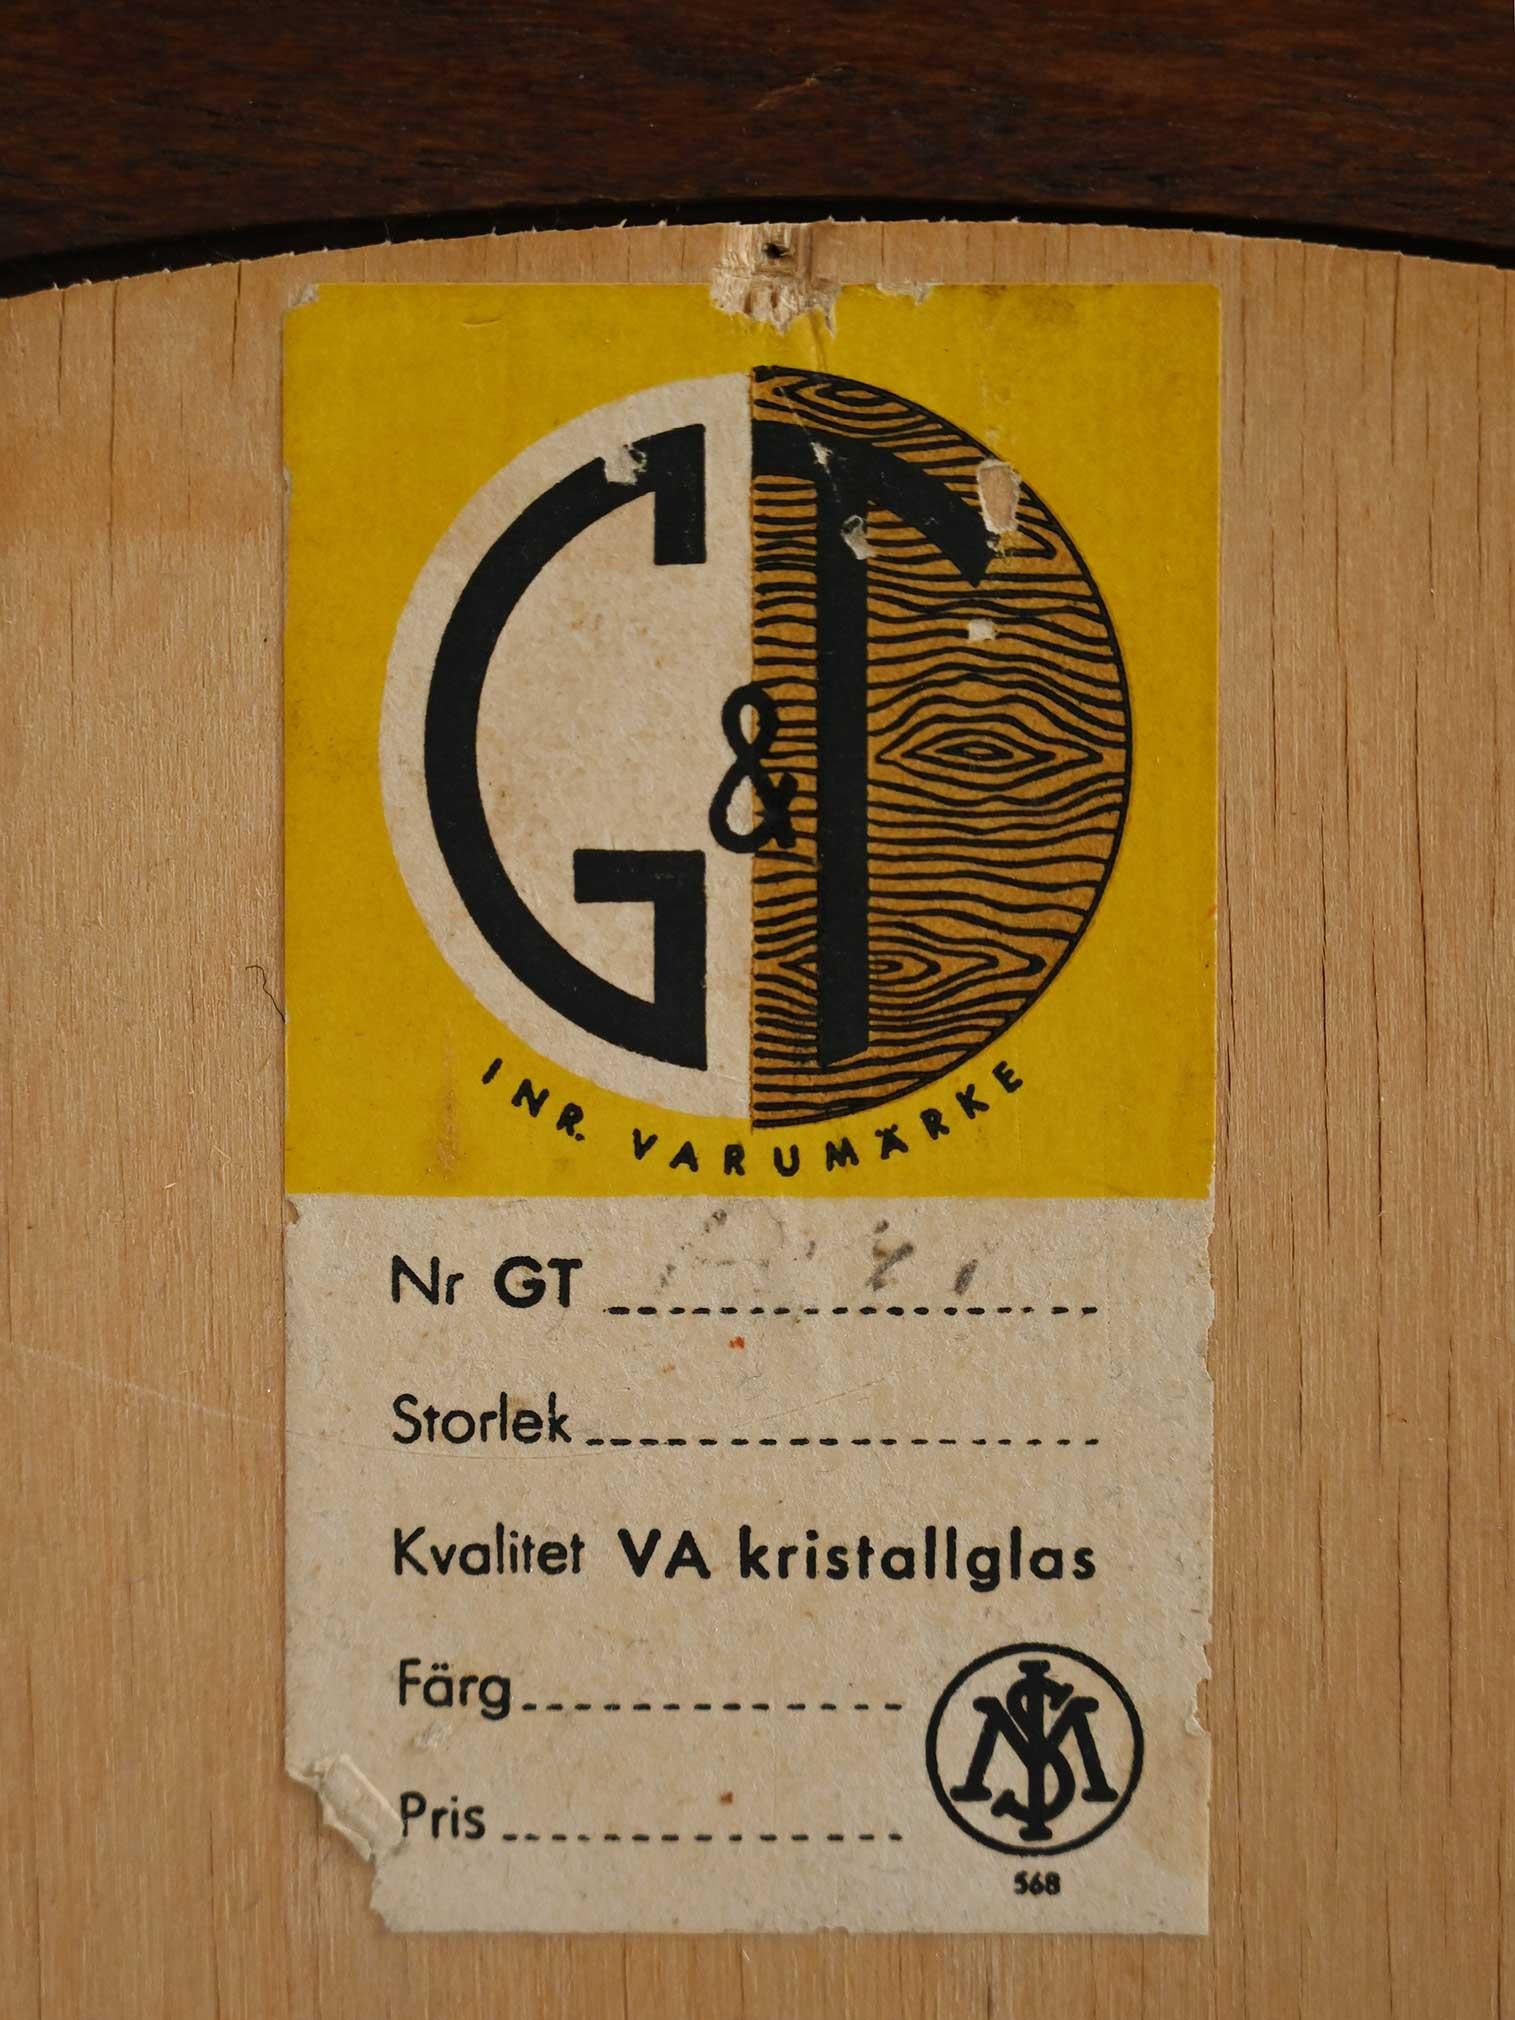 G&T
INR. VARUMÄRKE
Nr GT
Storlek
Kvalitet VA kristallglas
Färg
Pris
568